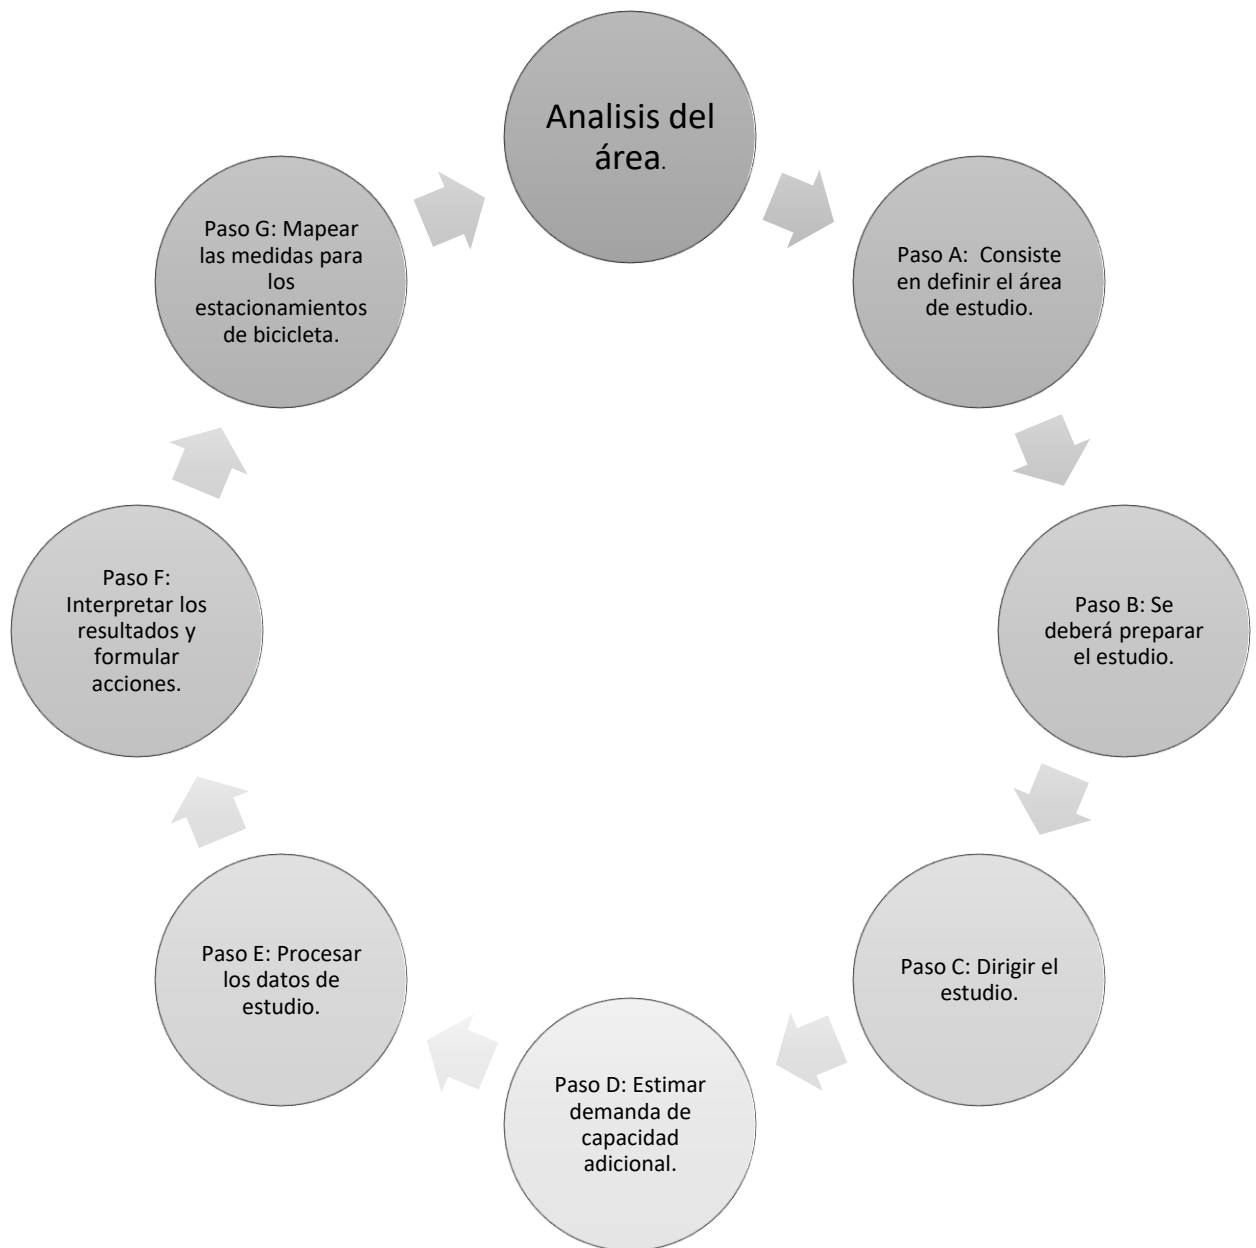 Analisis del
área.
Paso A: Consiste
en definir el área
de estudio.
Paso B: Se
deberá preparar
el estudio.
Paso C: Dirigir el
estudio.
Paso D: Estimar
demanda de
capacidad
adicional.
Paso E: Procesar
los datos de
estudio.
Paso F:
Interpretar los
resultados y
formular
acciones.
Paso G: Mapear
las medidas para
los
estacionamientos
de bicicleta.